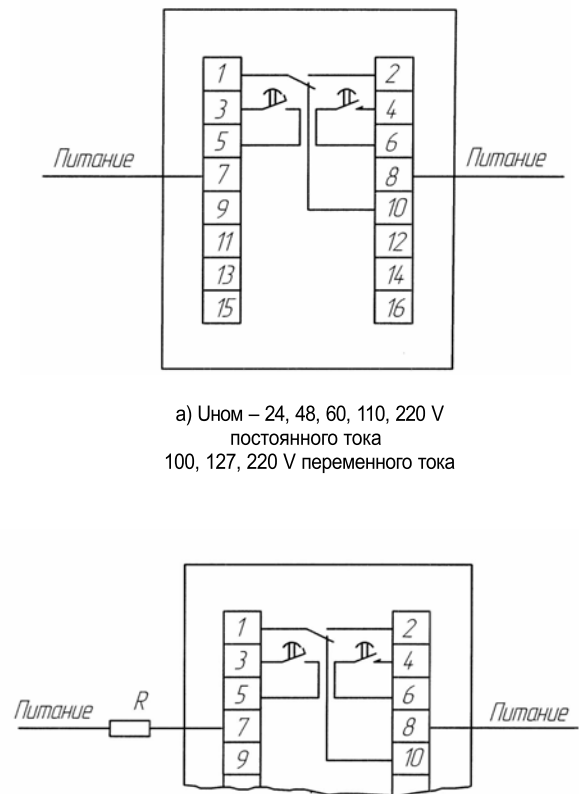 1 2
3 4
5 6
Питание Питание
7 8
9 10
11 12
13 14
15 16
а) Uном – 24, 48, 60, 110, 220 V
постоянного тока
100, 127, 220 V переменного тока
1 2
3 4
5 6
Питание R Питание
7 8
9 10